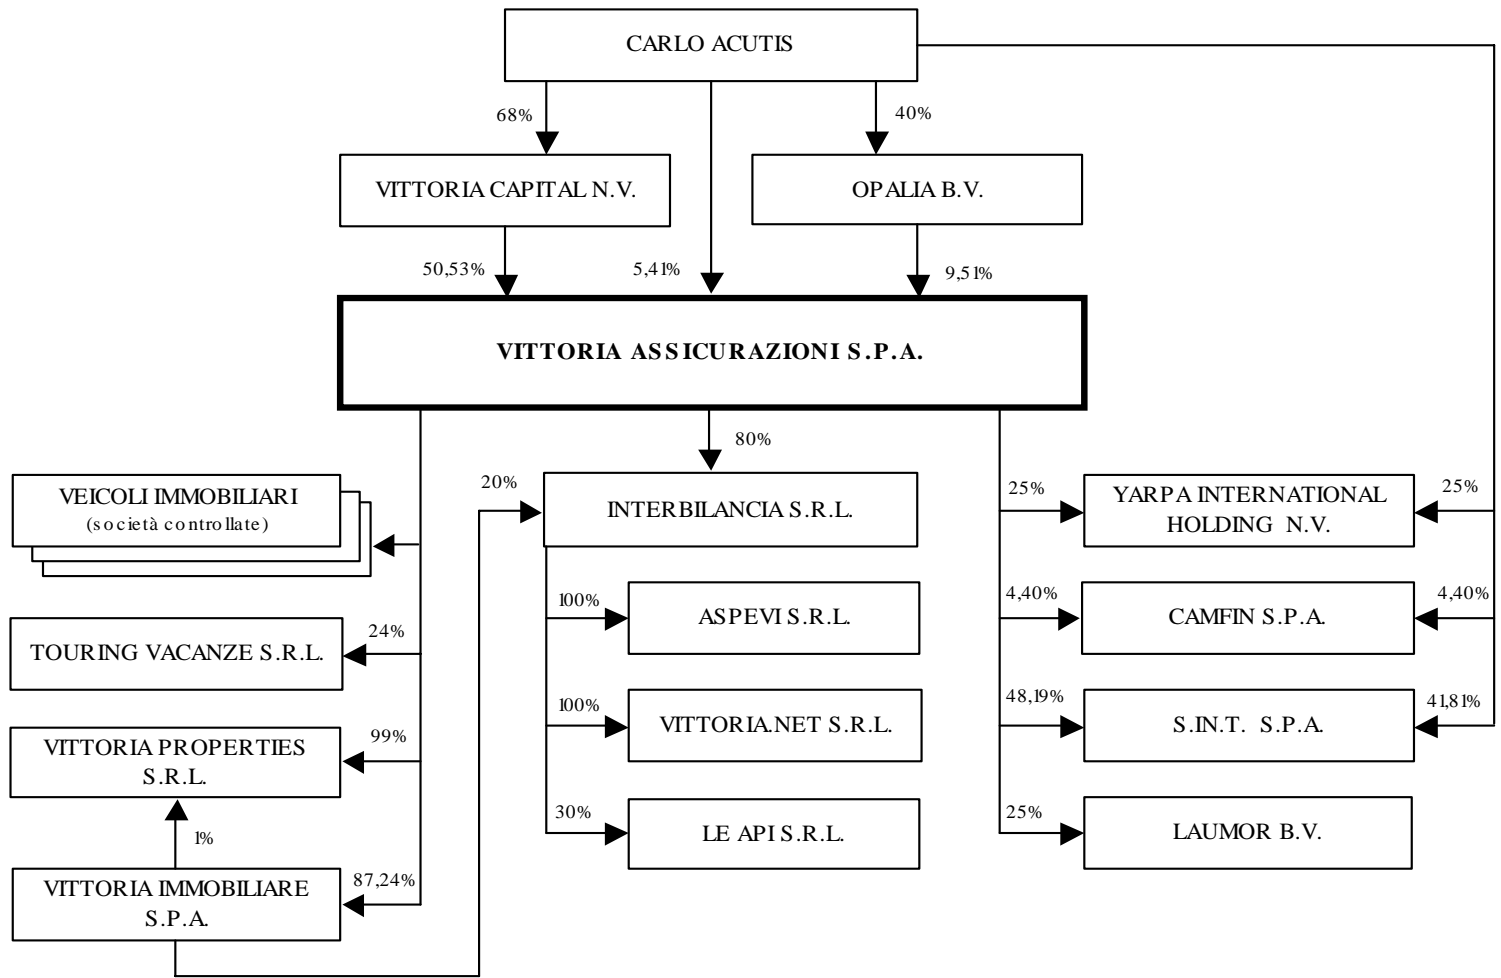 CARLO ACUTIS
68%
40%
VITTORIA CAPITAL N.V.
OPALIA B.V.
50,53%
5,41%
9,51%
VITTORIA ASSICURAZIONI S.P.A.
80%
VEICOLI IMMOBILIARI
(società controllate)
20%
INTERBILANCIA S.R.L.
25%
YARPA INTERNATIONAL
HOLDING N.V.
25%
100%
ASPEVI S.R.L.
4,40%
CAMFIN S.P.A.
4,40%
TOURING VACANZE S.R.L.
24%
100%
VITTORIA.NET S.R.L.
48,19%
S.IN.T. S.P.A.
41,81%
VITTORIA PROPERTIES
S.R.L.
99%
30%
LE API S.R.L.
25%
LAUMOR B.V.
1%
VITTORIA IMMOBILIARE
S.P.A.
87,24%